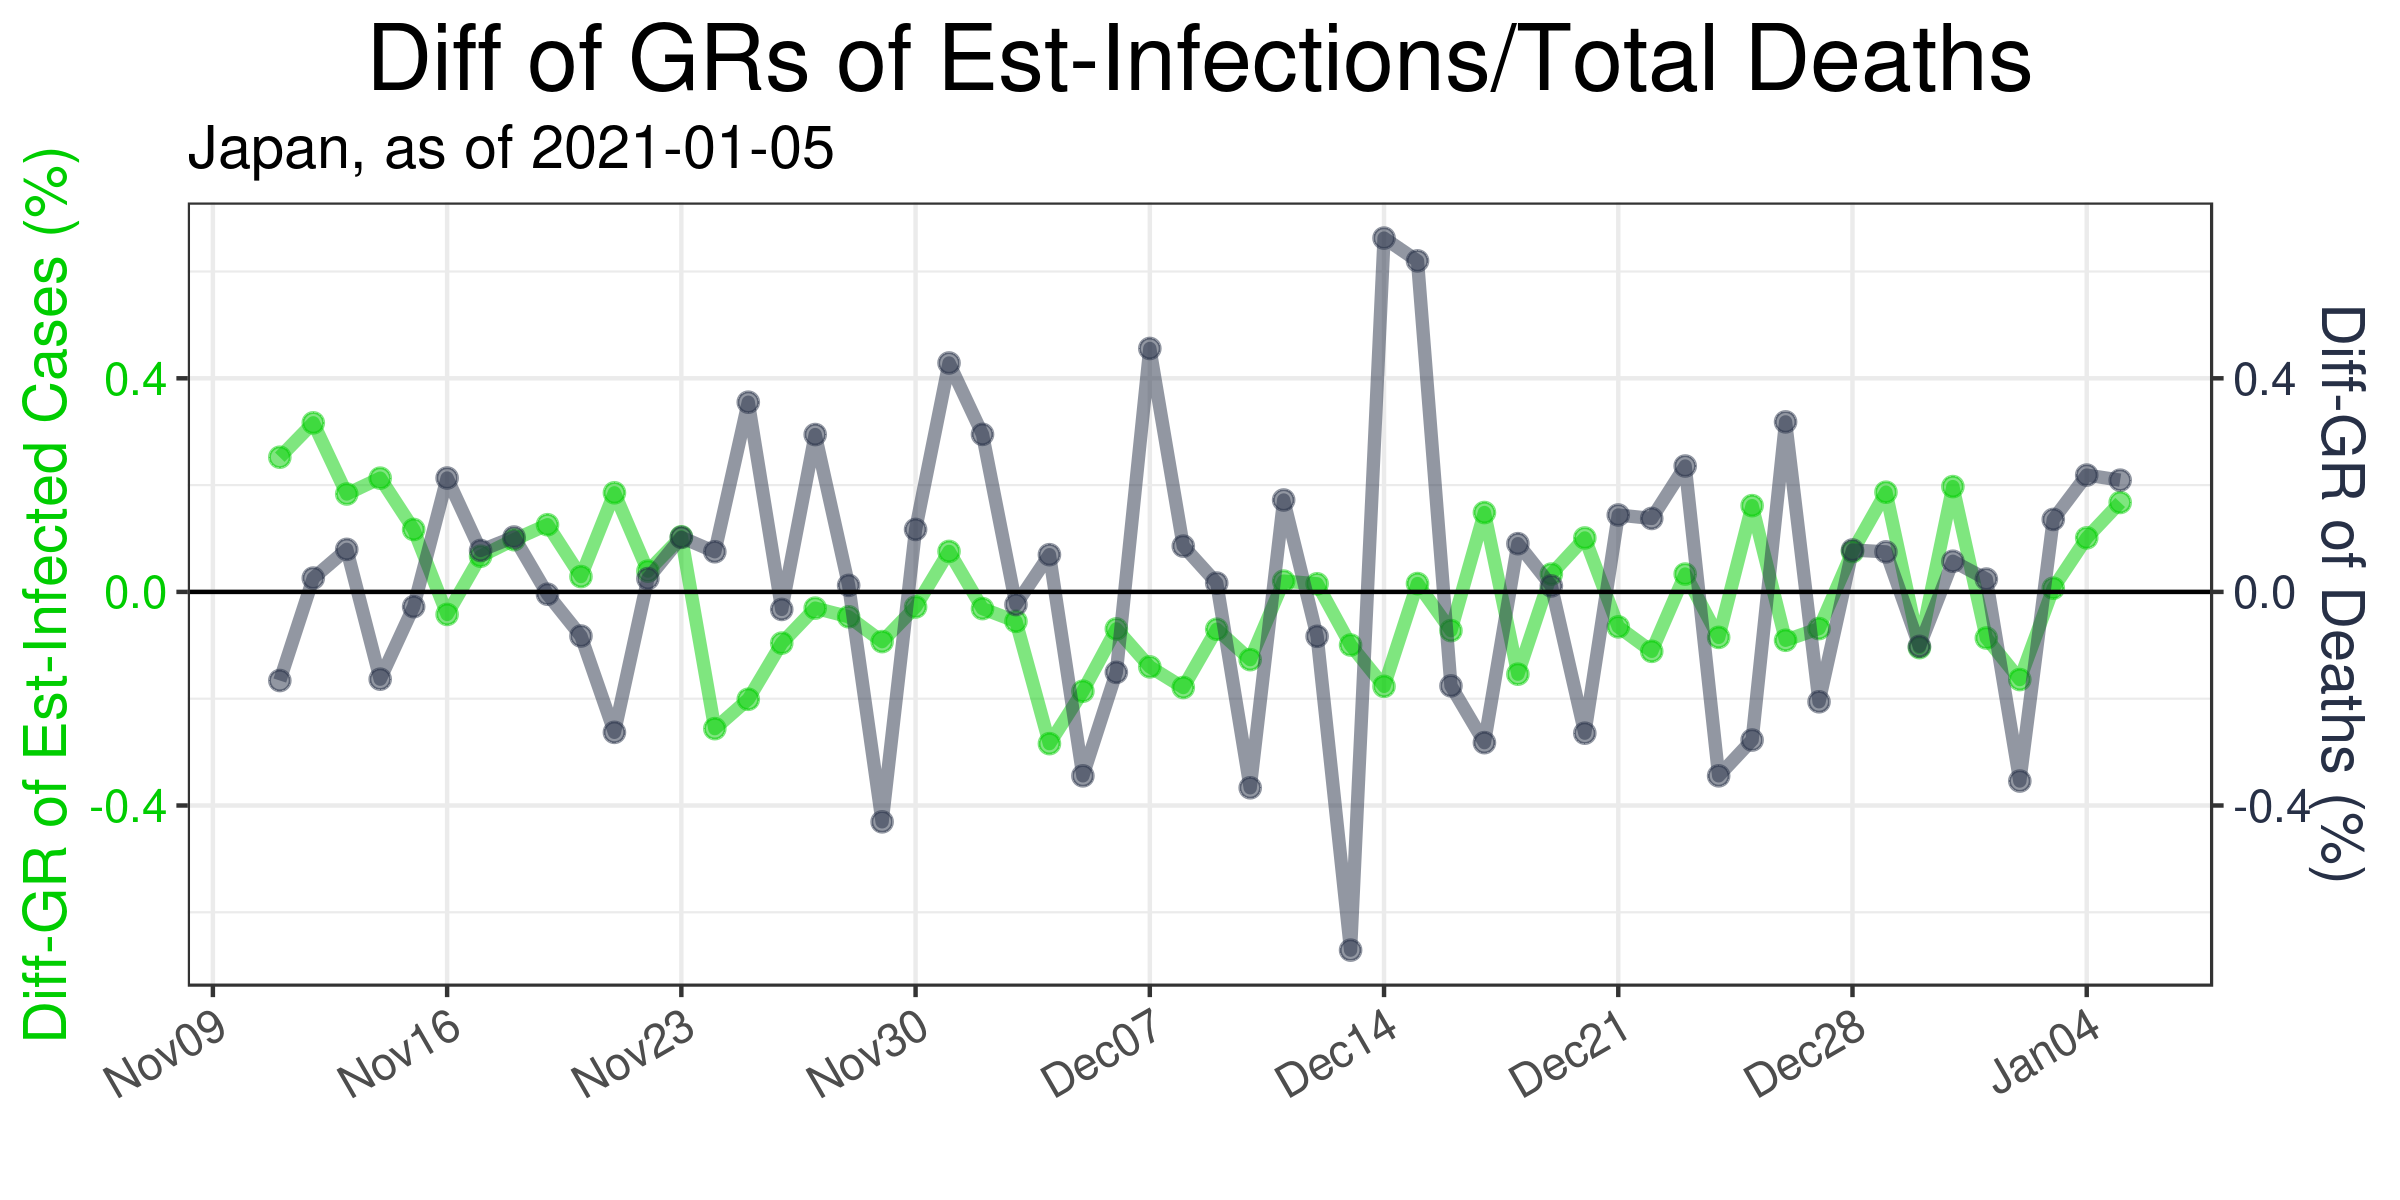 Diff of GRs of Est-Infections/Total Deaths
Japan, as of 2021-01-05
Diff-GR of Est-Infected Cases (%)
0.4
0.0
-0.4
0.4
0.0
-0.4
Diff-GR of Deaths (%)
Nov09
Nov16
Nov23
Nov30
Dec07
Dec14
Dec21
Dec28
Jan04